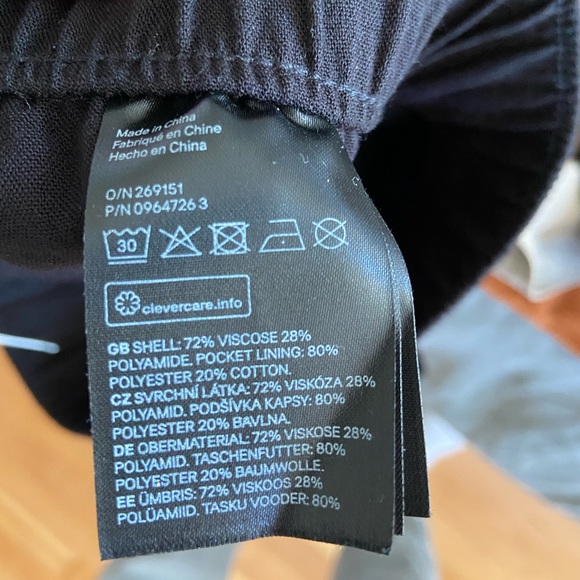 Made in China
Fabriqué en Chine
Hecho en China
O/N 269151
P/N 0964726 3
30
clevercare.info
GB SHELL: 72% VISCOSE 28%
POLYAMIDE. POCKET LINING: 80%
POLYESTER 20% COTTON.
CZ SVRCHNÍ LÁTKA: 72% VISKÓZA 28%
POLYAMID. PODŠÍVKA KAPSY: 80%
POLYESTER 20% BAVLNA.
DE OBERMATERIAL: 72% VISKOSE 28%
POLYAMID. TASCHENFUTTER: 80%
POLYESTER 20% BAUMWOLLE.
EE ÜMBRIS: 72% VISKOOS 28%
POLÜAMIID. TASKU VOODER: 80%